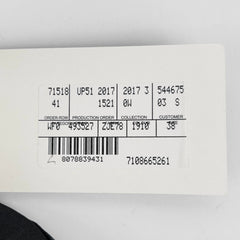 71518 UP51 2017 2017 3 544675
41 1521 0W 03 S
ORDER-ROW PRODUCTION ORDER COLLECTION CUSTOMER
WF0 493527 ZJE78 1910 38
8078839431 7108665261